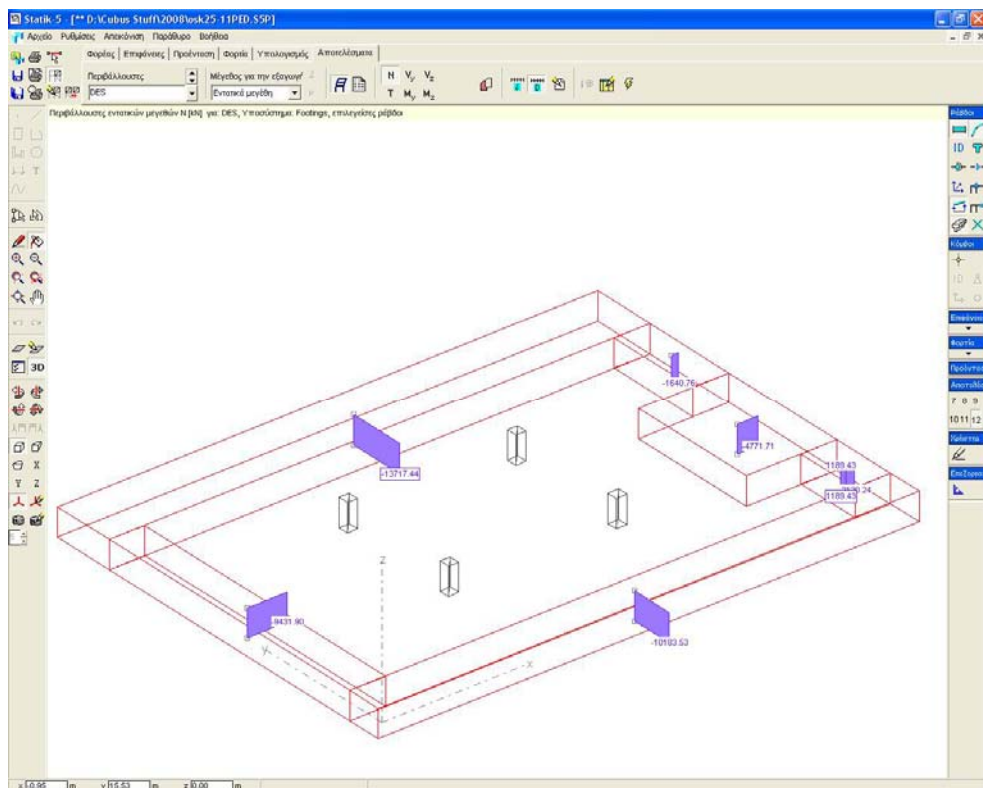 Statik-5 - [** D:\Cubus Stuff\2008\osk25-11PED.S5P]
Αρχείο Ρυθμίσεις Απεικόνιση Παράθυρο Βοήθεια
Φορέας Επιφάνειες Προένταση Φορτία Υπολογισμός Αποτελέσματα
Περιβάλλουσες Μέγεθος για την εξαγωγή N Vy Vz
DES Εντατικά μεγέθη T My Mz
Περιβάλλουσες εντατικών μεγεθών N [kN] για: DES, Υποσύστημα: Footings, επιλεγείσες ράβδοι
Ράβδοι
Κόμβοι
Επιφάνειες
Φορτία
7 8 9
10 11 12
Χρήστης
3D
X
Y Z
-1640.76
-4771.71
-13717.44
1189.43
1189.43
Z
-9431.90
-10183.53
y
X
x -0.95 m y 15.53 m z 0.00 m